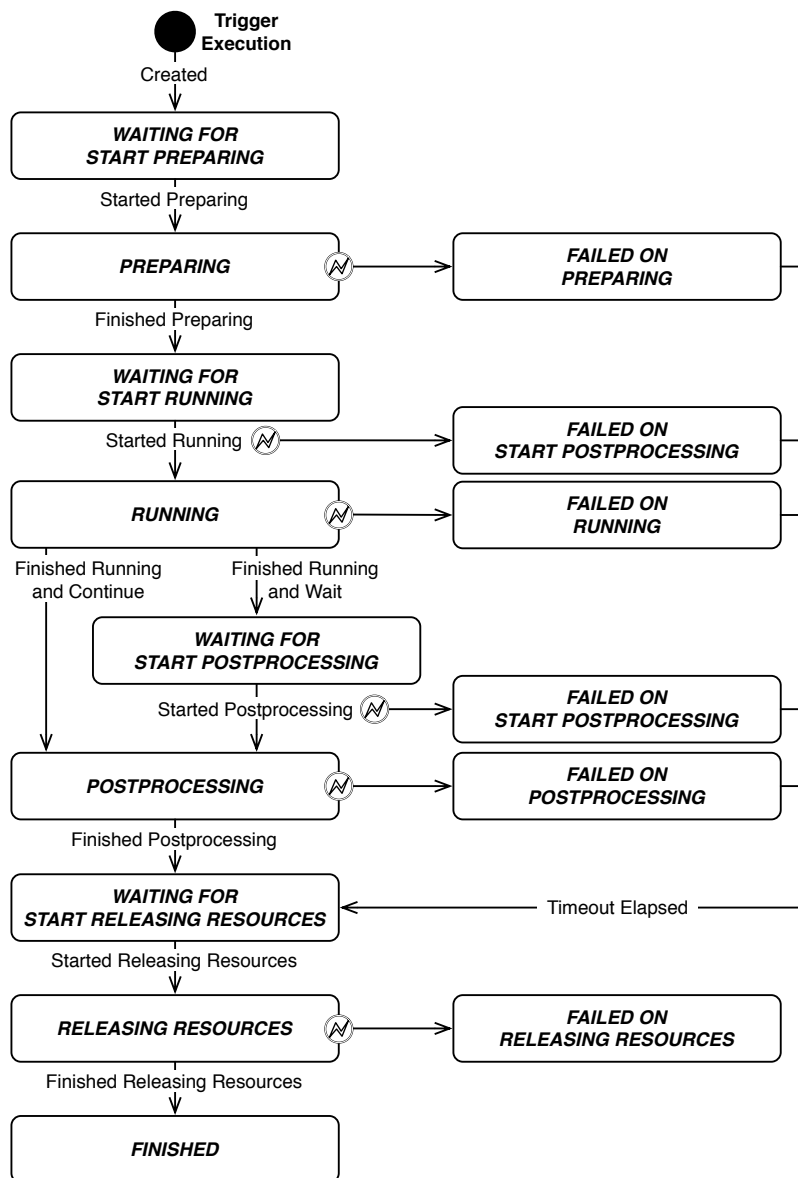 Trigger
Execution
Created
WAITING FOR
START PREPARING
Started Preparing
PREPARING
FAILED ON
PREPARING
Finished Preparing
WAITING FOR
START RUNNING
Started Running
FAILED ON
START POSTPROCESSING
RUNNING
FAILED ON
RUNNING
Finished Running
and Continue
Finished Running
and Wait
WAITING FOR
START POSTPROCESSING
Started Postprocessing
FAILED ON
START POSTPROCESSING
POSTPROCESSING
FAILED ON
POSTPROCESSING
Finished Postprocessing
WAITING FOR
START RELEASING RESOURCES
Timeout Elapsed
Started Releasing Resources
RELEASING RESOURCES
FAILED ON
RELEASING RESOURCES
Finished Releasing Resources
FINISHED